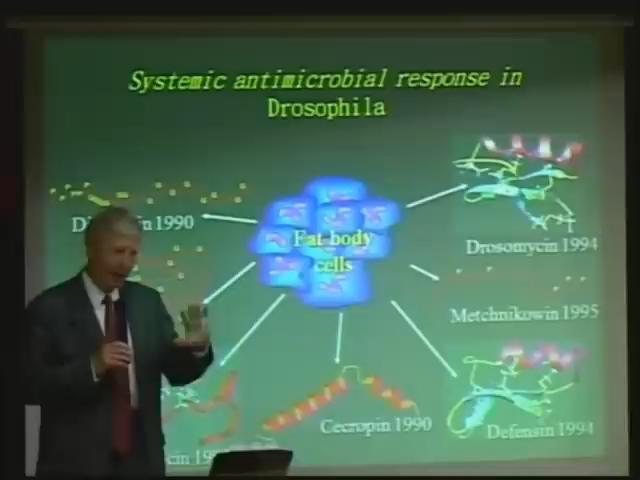 Systemic antimicrobial response in
Drosophila
1990
Fat body
cells
Drosomycin 1994
Metchnikowin 1995
Cecropin 1990
Defensin 1994